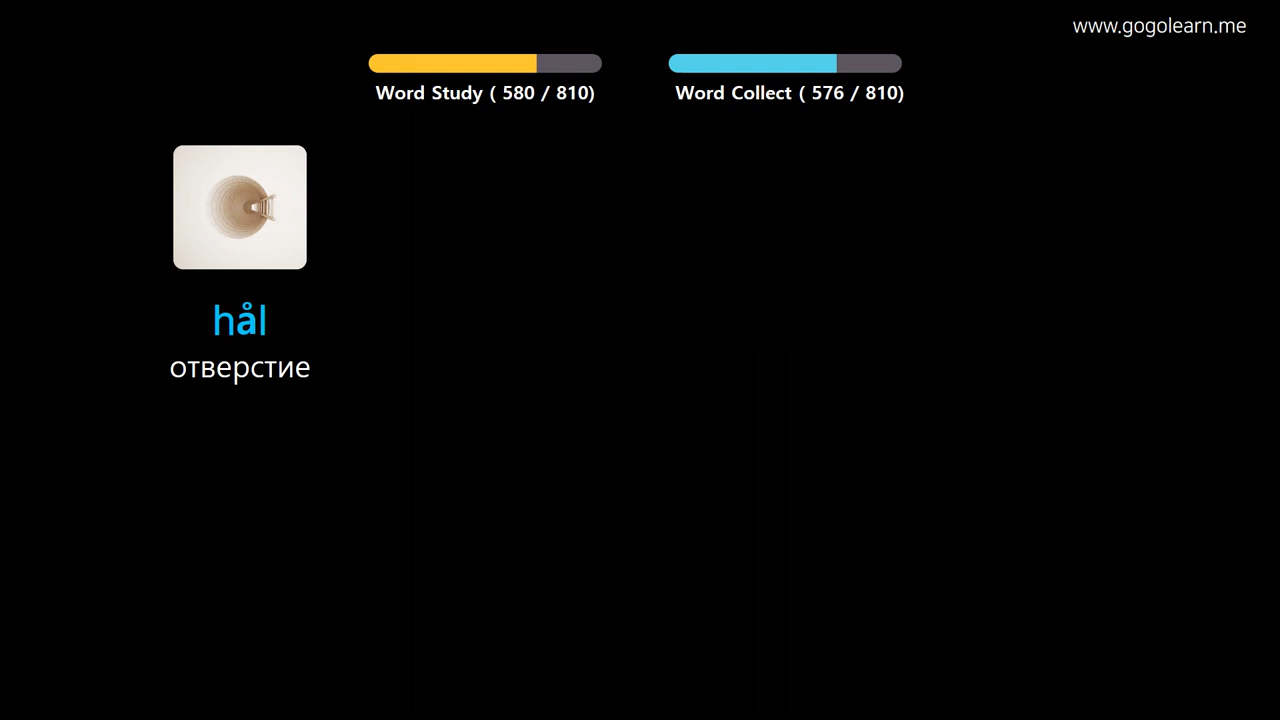 www.gogolearn.me
Word Study ( 580 / 810)
Word Collect ( 576 / 810)
hål
отверстие